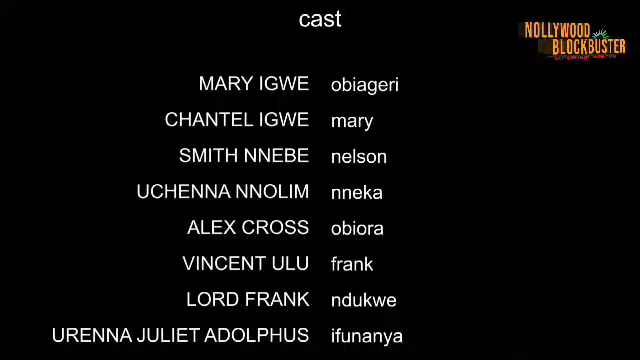 cast
NOLLYWOOD
BLOCKBUSTER
MARY IGWE obiageri
CHANTEL IGWE mary
SMITH NNEBE nelson
UCHENNA NNOLIM nneka
ALEX CROSS obiora
VINCENT ULU frank
LORD FRANK ndukwe
URENNA JULIET ADOLPHUS ifunanya